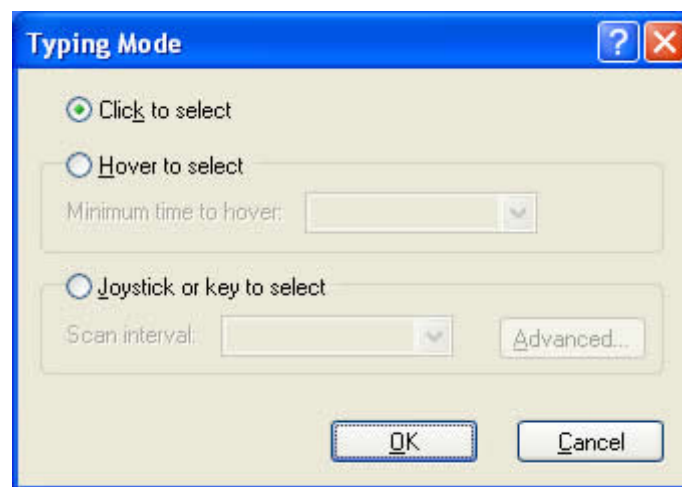 Typing Mode
Click to select
Hover to select
Minimum time to hover:
Joystick or key to select
Scan interval:
Advanced...
OK
Cancel